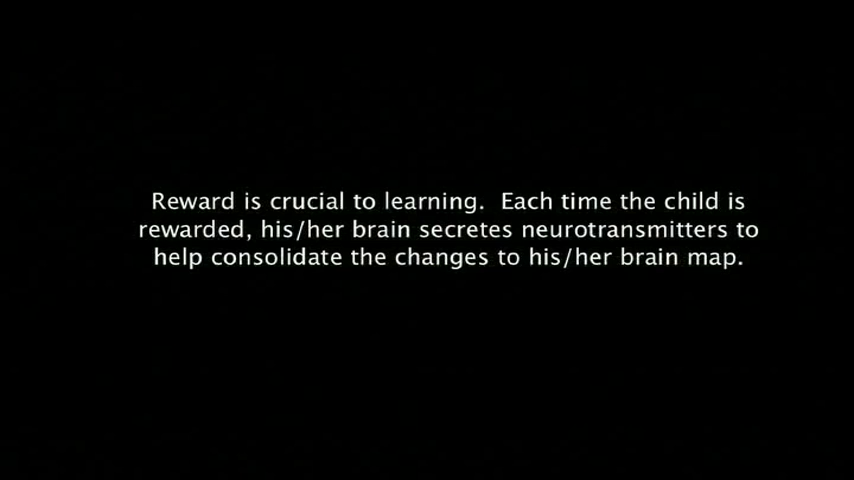 Reward is crucial to learning.  Each time the child is
rewarded, his/her brain secretes neurotransmitters to
help consolidate the changes to his/her brain map.